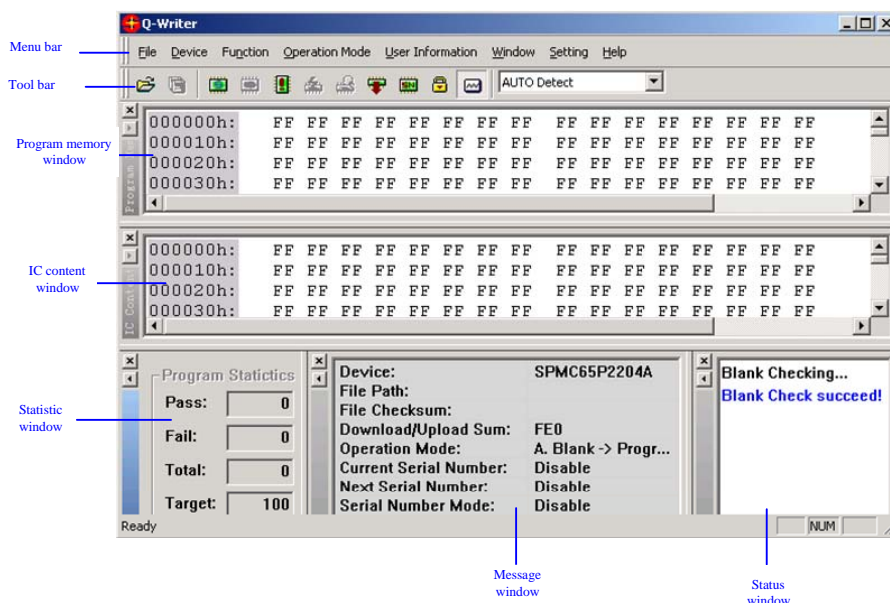 Q-Writer
Menu bar
File Device Function Operation Mode User Information Window Setting Help
Tool bar
SN
AUTO Detect
Program memory
window
000000h: FF FF FF FF FF FF FF FF FF FF FF FF FF FF FF FF
000010h: FF FF FF FF FF FF FF FF FF FF FF FF FF FF FF FF
000020h: FF FF FF FF FF FF FF FF FF FF FF FF FF FF FF FF
000030h: FF FF FF FF FF FF FF FF FF FF FF FF FF FF FF FF
IC content
window
IC Content
000000h: FF FF FF FF FF FF FF FF FF FF FF FF FF FF FF FF
000010h: FF FF FF FF FF FF FF FF FF FF FF FF FF FF FF FF
000020h: FF FF FF FF FF FF FF FF FF FF FF FF FF FF FF FF
000030h: FF FF FF FF FF FF FF FF FF FF FF FF FF FF FF FF
Statistic
window
Program Statictics
Pass: 0
Fail: 0
Total: 0
Target: 100
Device: SPMC65P2204A
File Path:
File Checksum:
Download/Upload Sum: FE0
Operation Mode: A. Blank -> Progr...
Current Serial Number: Disable
Next Serial Number: Disable
Serial Number Mode: Disable
Blank Checking...
Blank Check succeed!
Ready
NUM
Message
window
Status
window